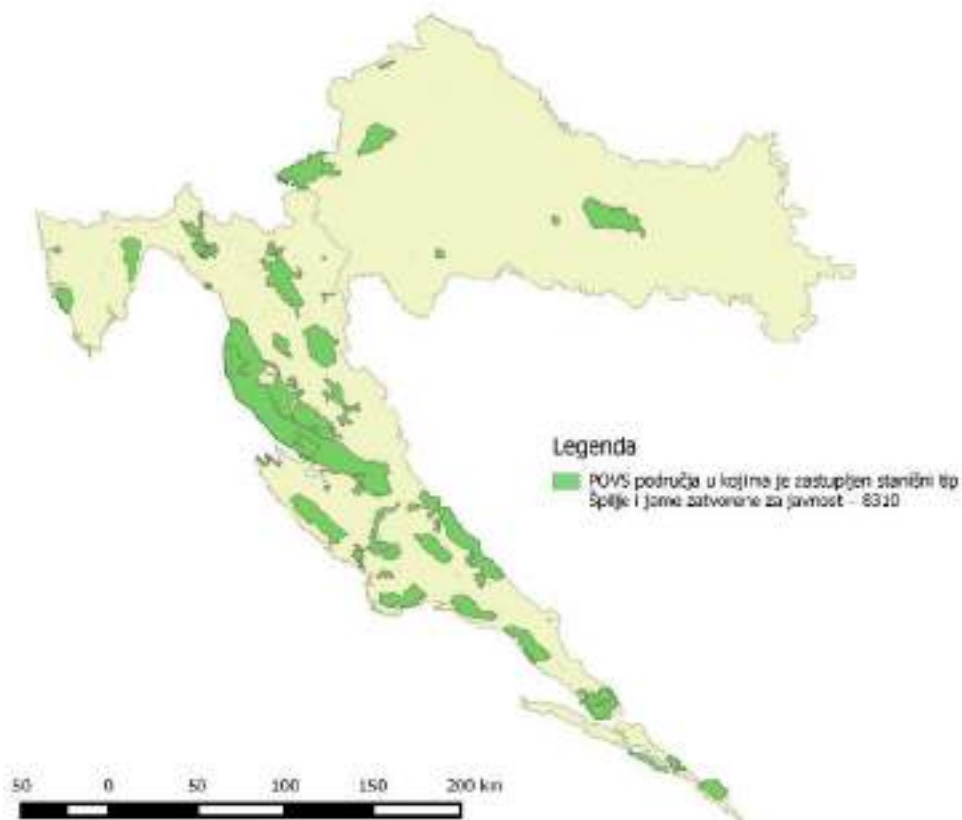 Legenda
POVS područja u kojima je zastupljen stanišni tip
Špilje i jame zatvorene za javnost - 8310
50 0 50 100 150 200 km